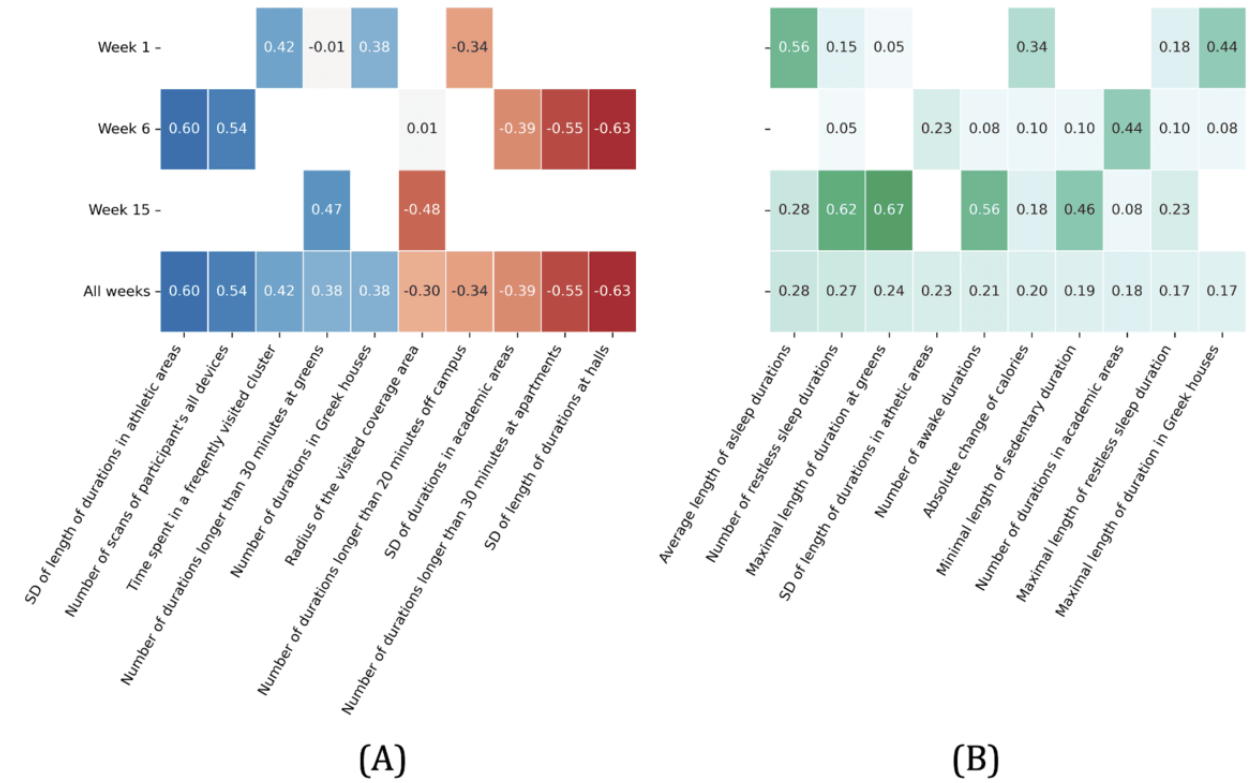 Week 1
0.42 -0.01 0.38 -0.34
0.56 0.15 0.05 0.34 0.18 0.44
Week 6
0.60 0.54 0.01 -0.39 -0.55 -0.63
0.05 0.23 0.08 0.10 0.10 0.44 0.10 0.08
Week 15
0.47 -0.48
0.28 0.62 0.67 0.56 0.18 0.46 0.08 0.23
All weeks
0.60 0.54 0.42 0.38 0.38 -0.30 -0.34 -0.39 -0.55 -0.63
0.28 0.27 0.24 0.23 0.21 0.20 0.19 0.18 0.17 0.17
SD of length of durations in athletic areas
Number of scans of participant's all devices
Time spent in a freqently visited cluster
Number of durations longer than 30 minutes at greens
Number of durations in Greek houses
Radius of the visited coverage area
Number of durations longer than 20 minutes off campus
SD of durations in academic areas
Number of durations longer than 30 minutes at apartments
SD of length of durations at halls
Average length of asleep durations
Number of restless sleep durations
Maximal length of duration at greens
SD of length of durations in athetic areas
Number of awake durations
Absolute change of calories
Minimal length of sedentary duration
Number of durations in academic areas
Maximal length of restless sleep duration
Maximal length of duration in Greek houses
(A)
(B)